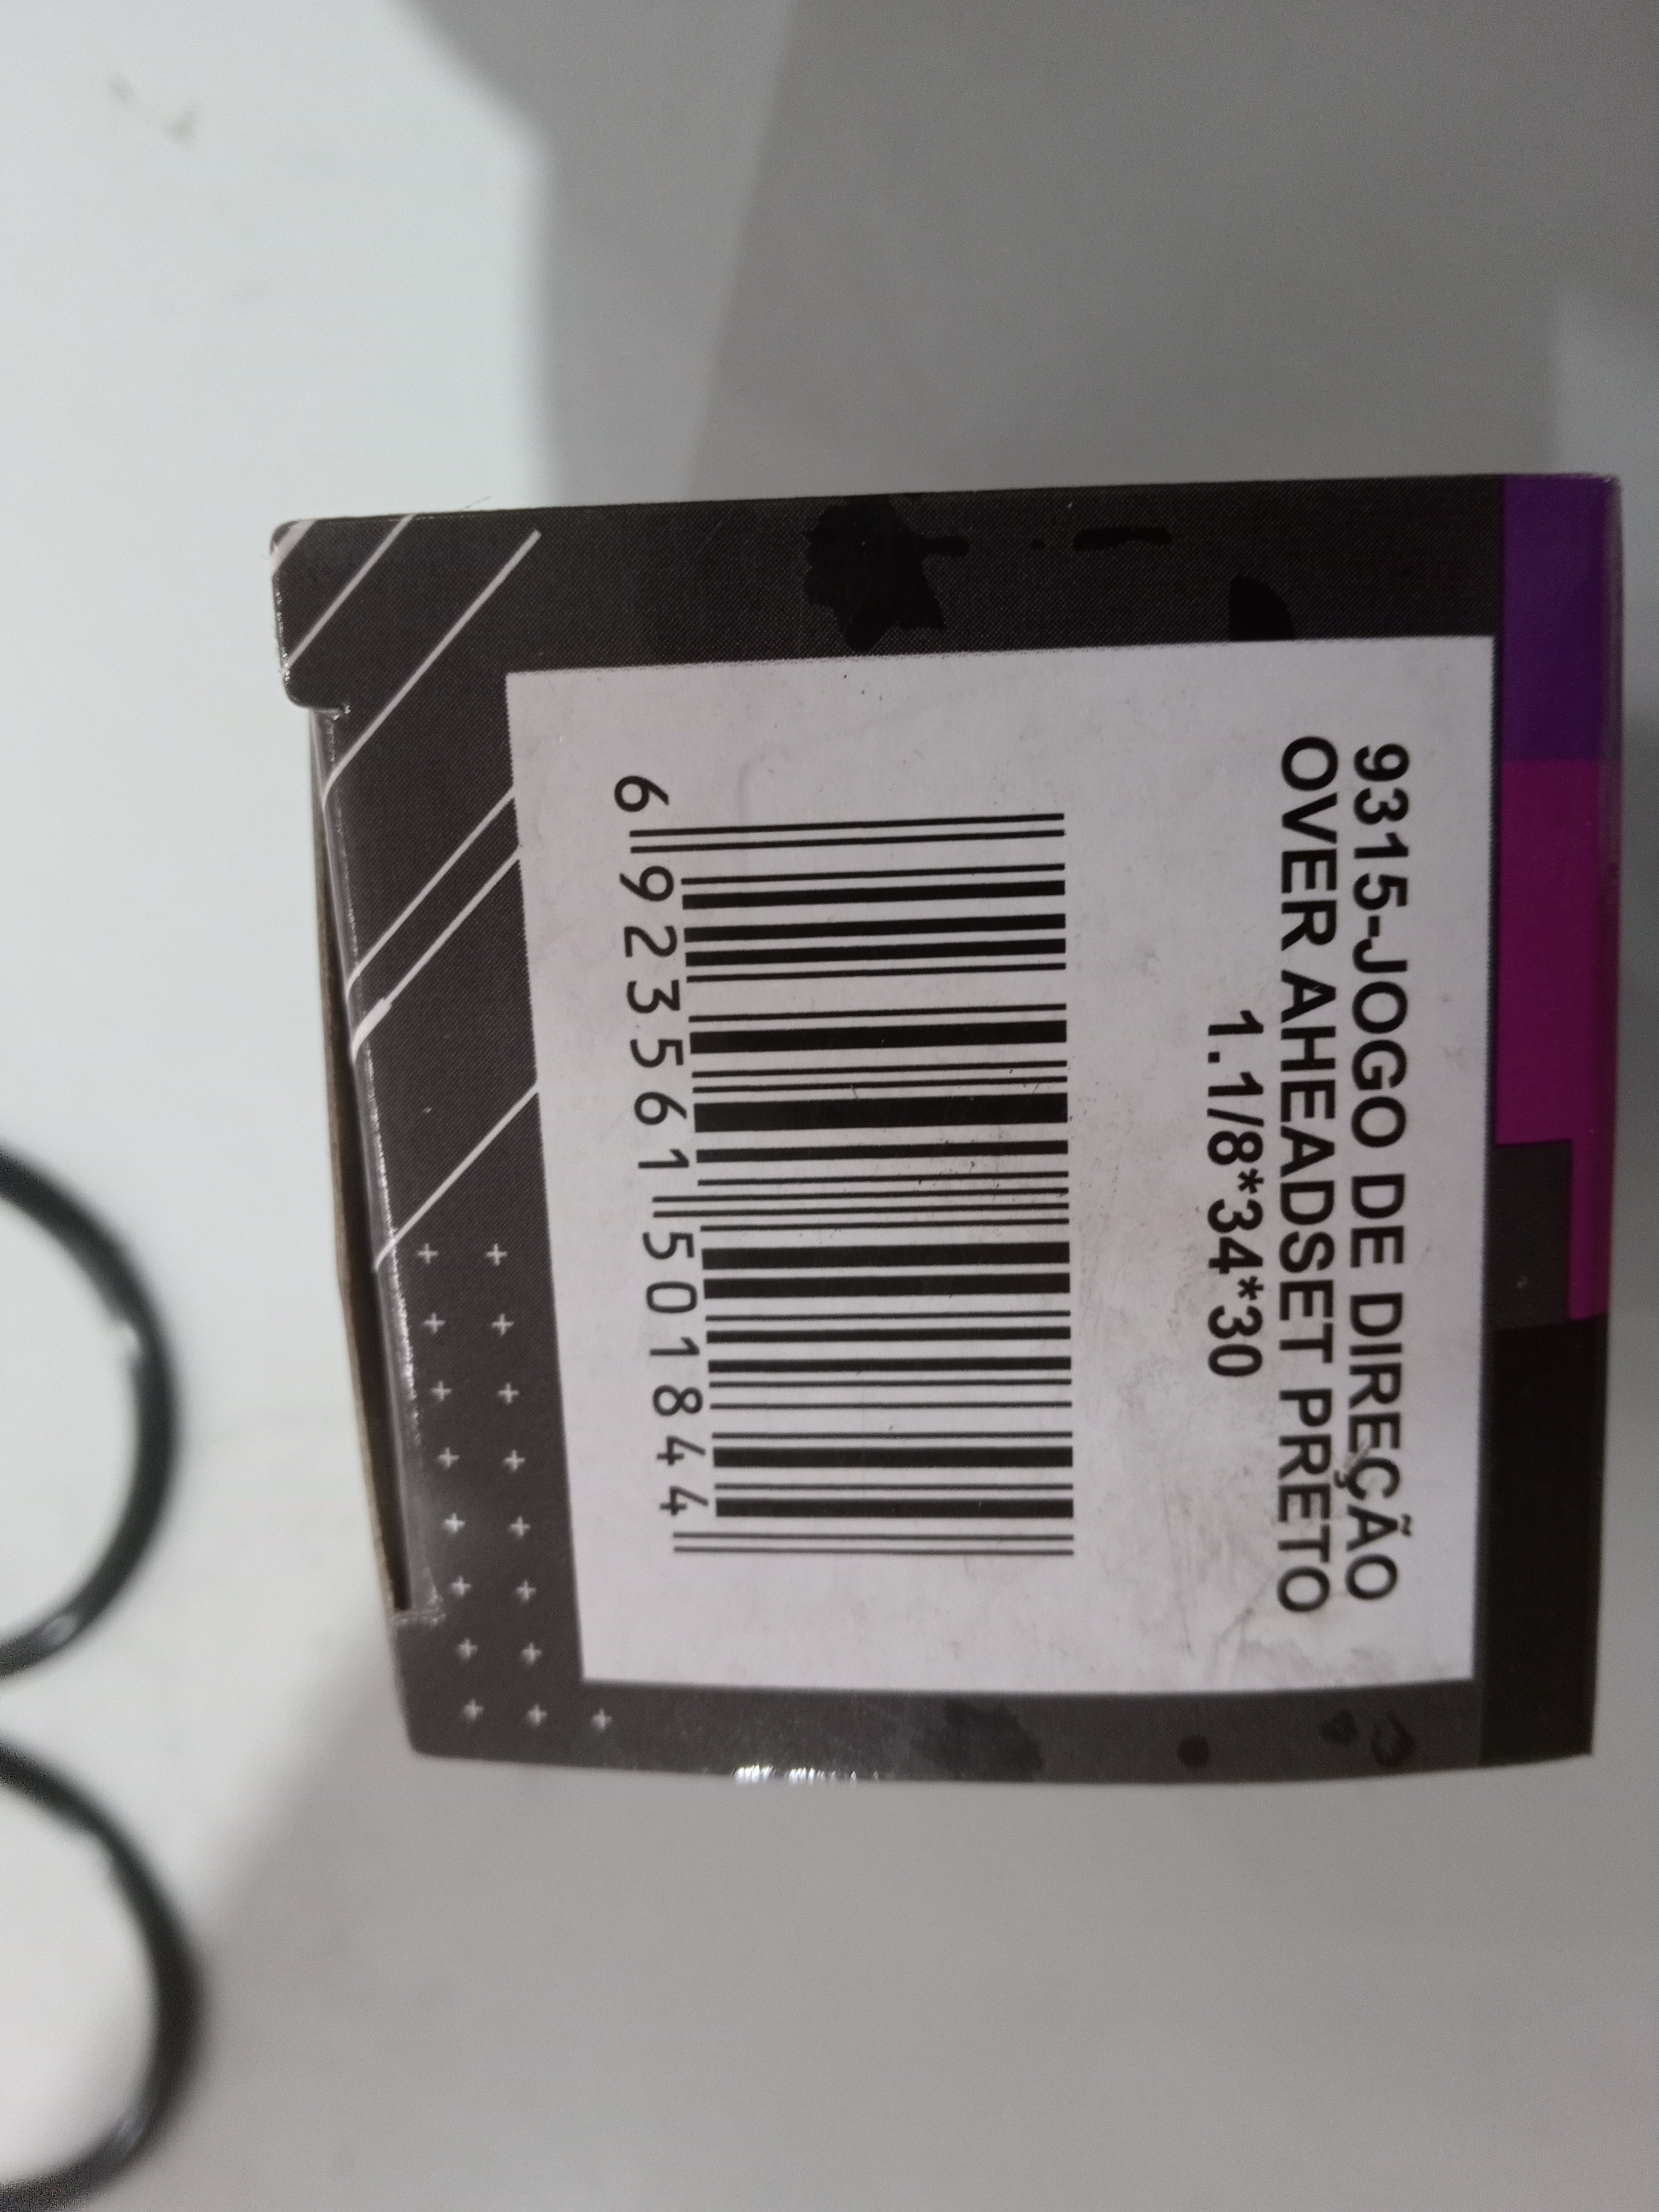 9315-JOGO DE DIREÇÃO
OVER AHEADSET PRETO
1.1/8*34*30
6 923561 501844